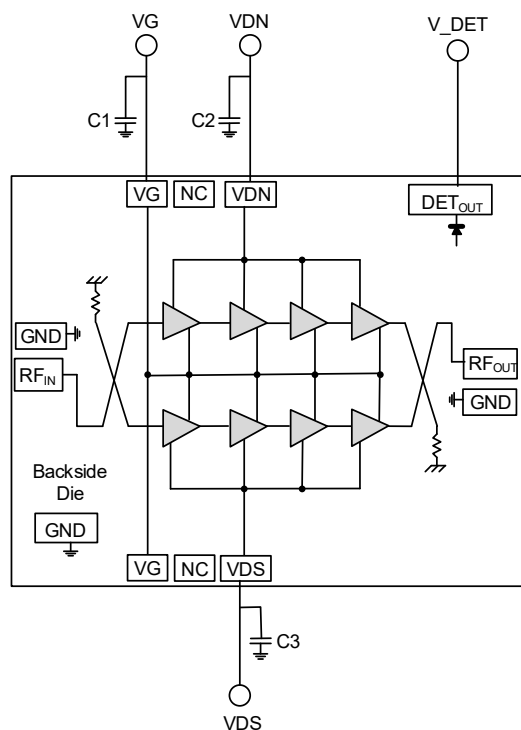 VG
VDN
V_DET
C1
C2
VG
NC
VDN
DETOUT
GND
RFIN
RFOUT
GND
Backside
Die
GND
VG
NC
VDS
C3
VDS